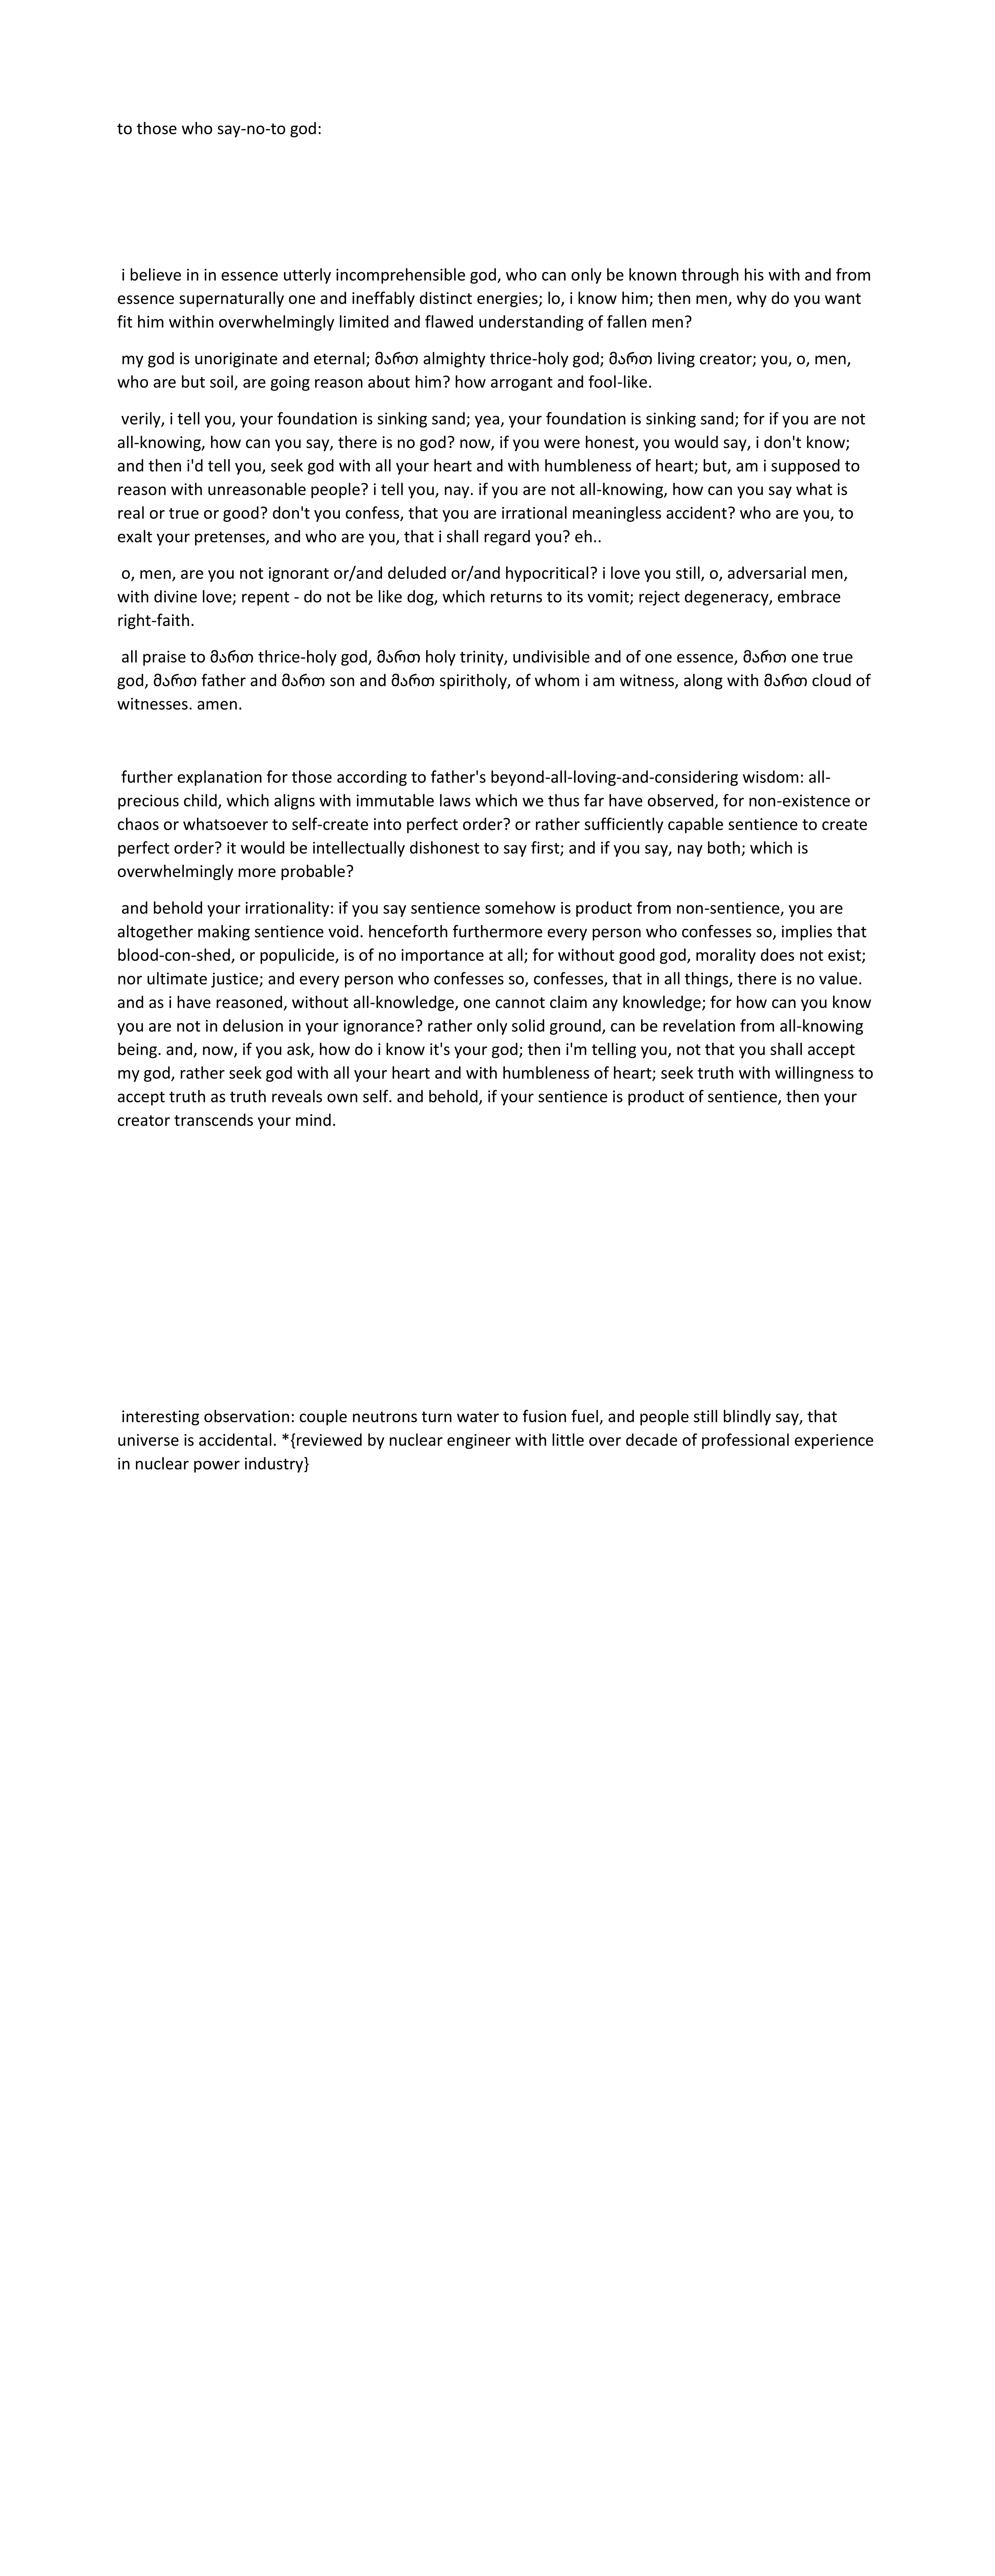 to those who say-no-to god:
i believe in in essence utterly incomprehensible god, who can only be known through his with and from
essence supernaturally one and ineffably distinct energies; lo, i know him; then men, why do you want
fit him within overwhelmingly limited and flawed understanding of fallen men?
my god is unoriginate and eternal; მართ almighty thrice-holy god; მართ living creator; you, o, men,
who are but soil, are going reason about him? how arrogant and fool-like.
verily, i tell you, your foundation is sinking sand; yea, your foundation is sinking sand; for if you are not
all-knowing, how can you say, there is no god? now, if you were honest, you would say, i don't know;
and then i'd tell you, seek god with all your heart and with humbleness of heart; but, am i supposed to
reason with unreasonable people? i tell you, nay. if you are not all-knowing, how can you say what is
real or true or good? don't you confess, that you are irrational meaningless accident? who are you, to
exalt your pretenses, and who are you, that i shall regard you? eh..
o, men, are you not ignorant or/and deluded or/and hypocritical? i love you still, o, adversarial men,
with divine love; repent - do not be like dog, which returns to its vomit; reject degeneracy, embrace
right-faith.
all praise to მართ thrice-holy god, მართ holy trinity, undivisible and of one essence, მართ one true
god, მართ father and მართ son and მართ spiritholy, of whom i am witness, along with მართ cloud of
witnesses. amen.
further explanation for those according to father's beyond-all-loving-and-considering wisdom: all-
precious child, which aligns with immutable laws which we thus far have observed, for non-existence or
chaos or whatsoever to self-create into perfect order? or rather sufficiently capable sentience to create
perfect order? it would be intellectually dishonest to say first; and if you say, nay both; which is
overwhelmingly more probable?
and behold your irrationality: if you say sentience somehow is product from non-sentience, you are
altogether making sentience void. henceforth furthermore every person who confesses so, implies that
blood-con-shed, or populicide, is of no importance at all; for without good god, morality does not exist;
nor ultimate justice; and every person who confesses so, confesses, that in all things, there is no value.
and as i have reasoned, without all-knowledge, one cannot claim any knowledge; for how can you know
you are not in delusion in your ignorance? rather only solid ground, can be revelation from all-knowing
being. and, now, if you ask, how do i know it's your god; then i'm telling you, not that you shall accept
my god, rather seek god with all your heart and with humbleness of heart; seek truth with willingness to
accept truth as truth reveals own self. and behold, if your sentience is product of sentience, then your
creator transcends your mind.
interesting observation: couple neutrons turn water to fusion fuel, and people still blindly say, that
universe is accidental. *{reviewed by nuclear engineer with little over decade of professional experience
in nuclear power industry}